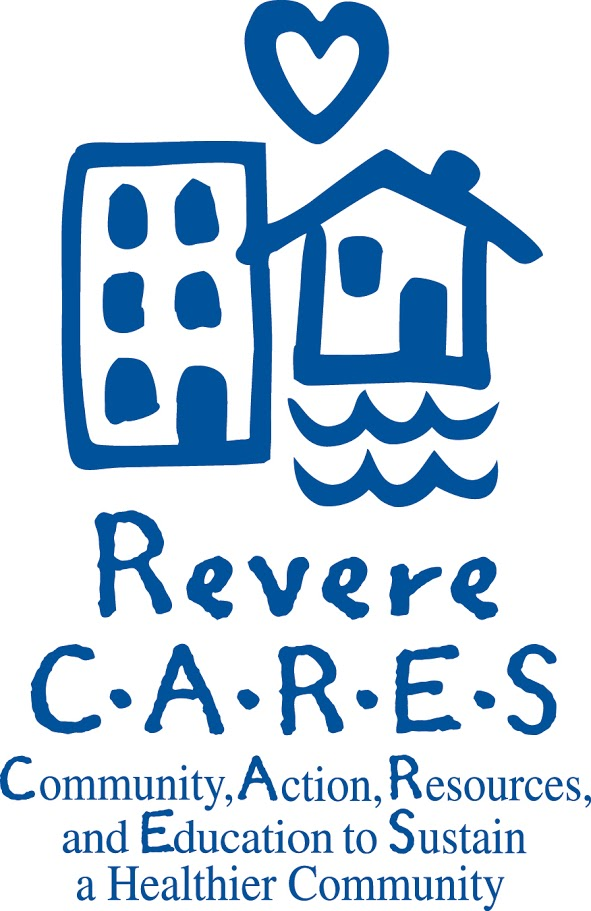 Revere
C·A·R·E·S
Community, Action, Resources,
and Education to Sustain
a Healthier Community